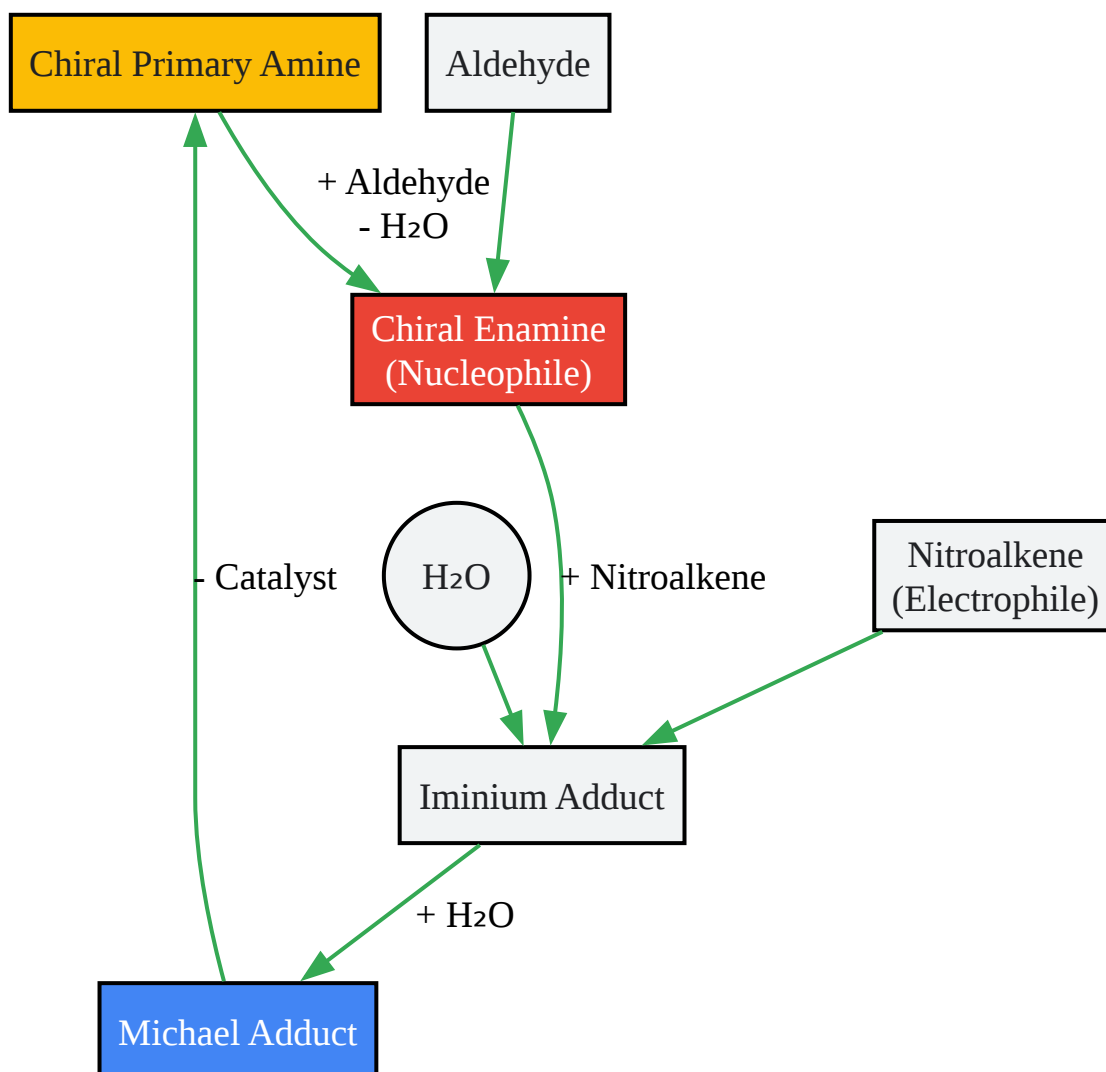 Chiral Primary Amine
Aldehyde
+ Aldehyde
- H₂O
Chiral Enamine
(Nucleophile)
H₂O
- Catalyst
+ Nitroalkene
Nitroalkene
(Electrophile)
Iminium Adduct
+ H₂O
Michael Adduct